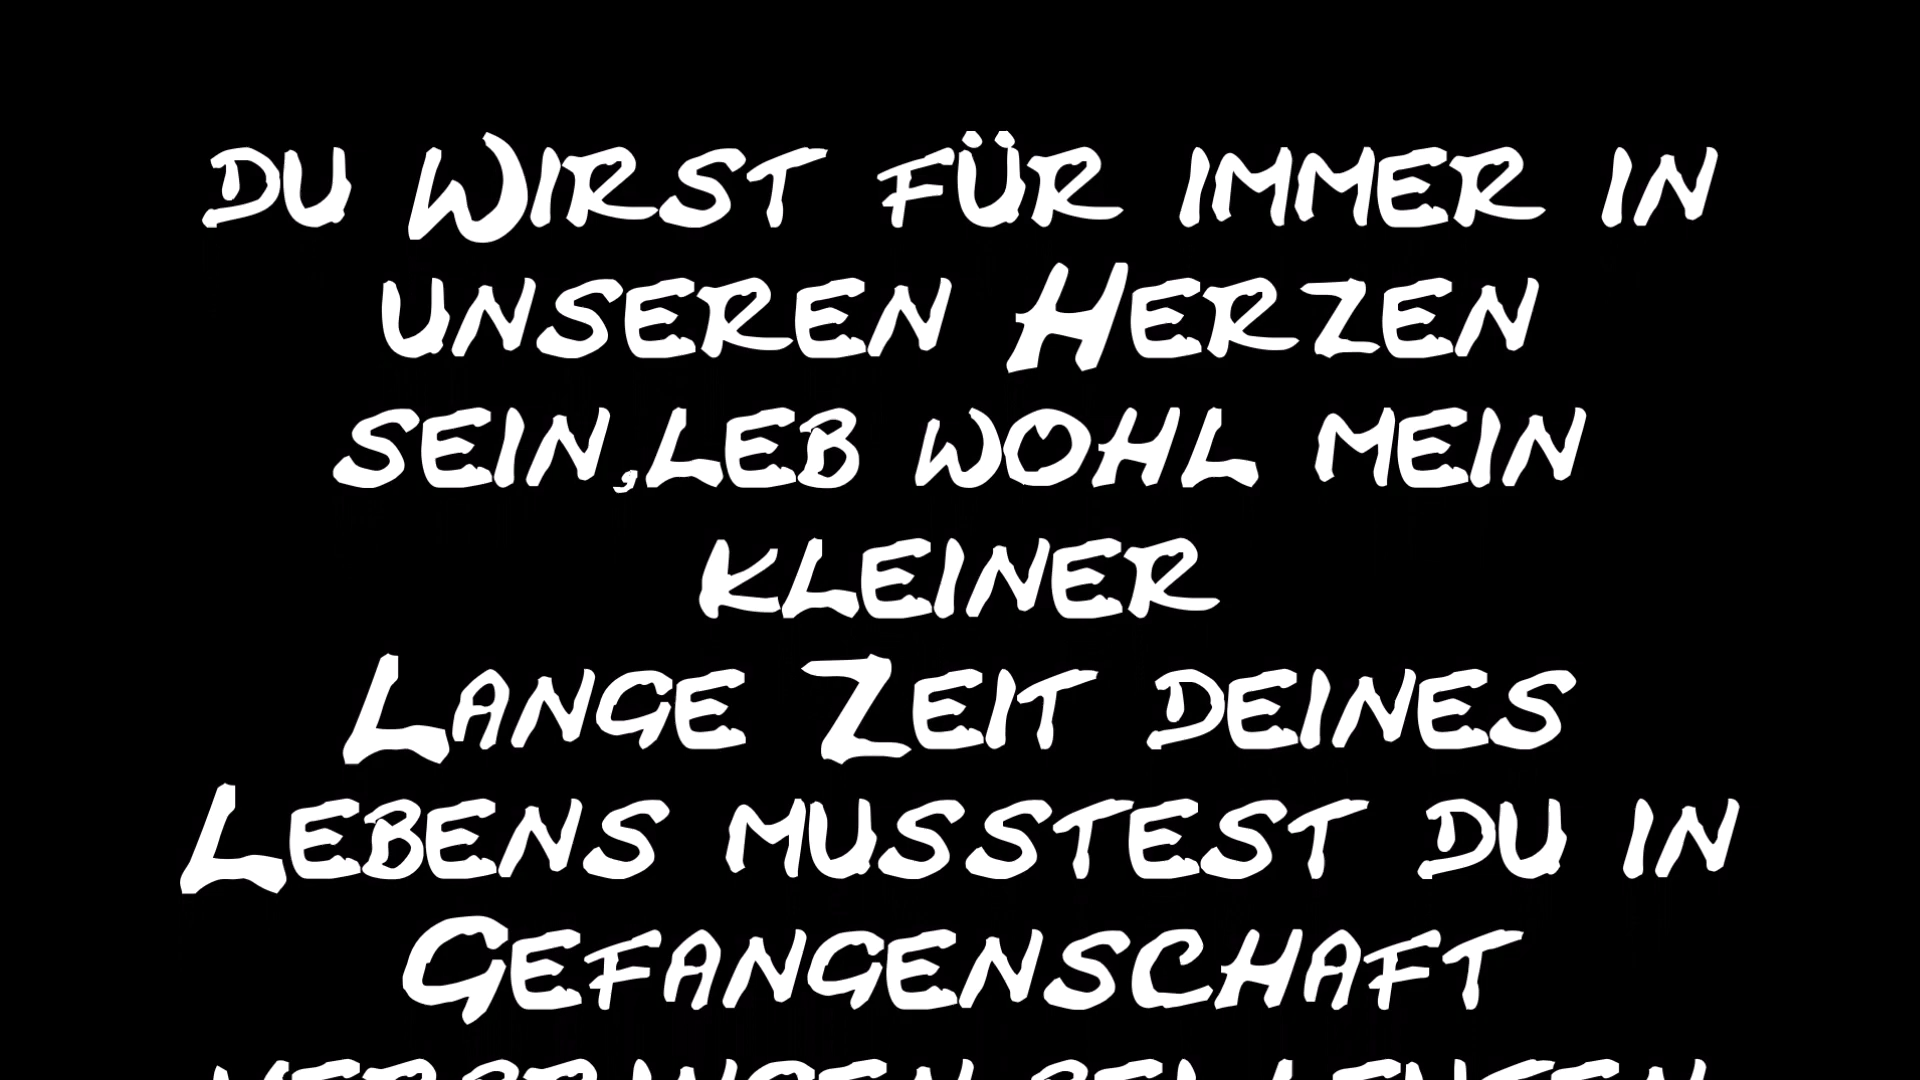 du Wirst für immer in
unseren Herzen
sein,leb wohl mein
kleiner
Lange Zeit deines
Lebens musstest du in
Gefangenschaft